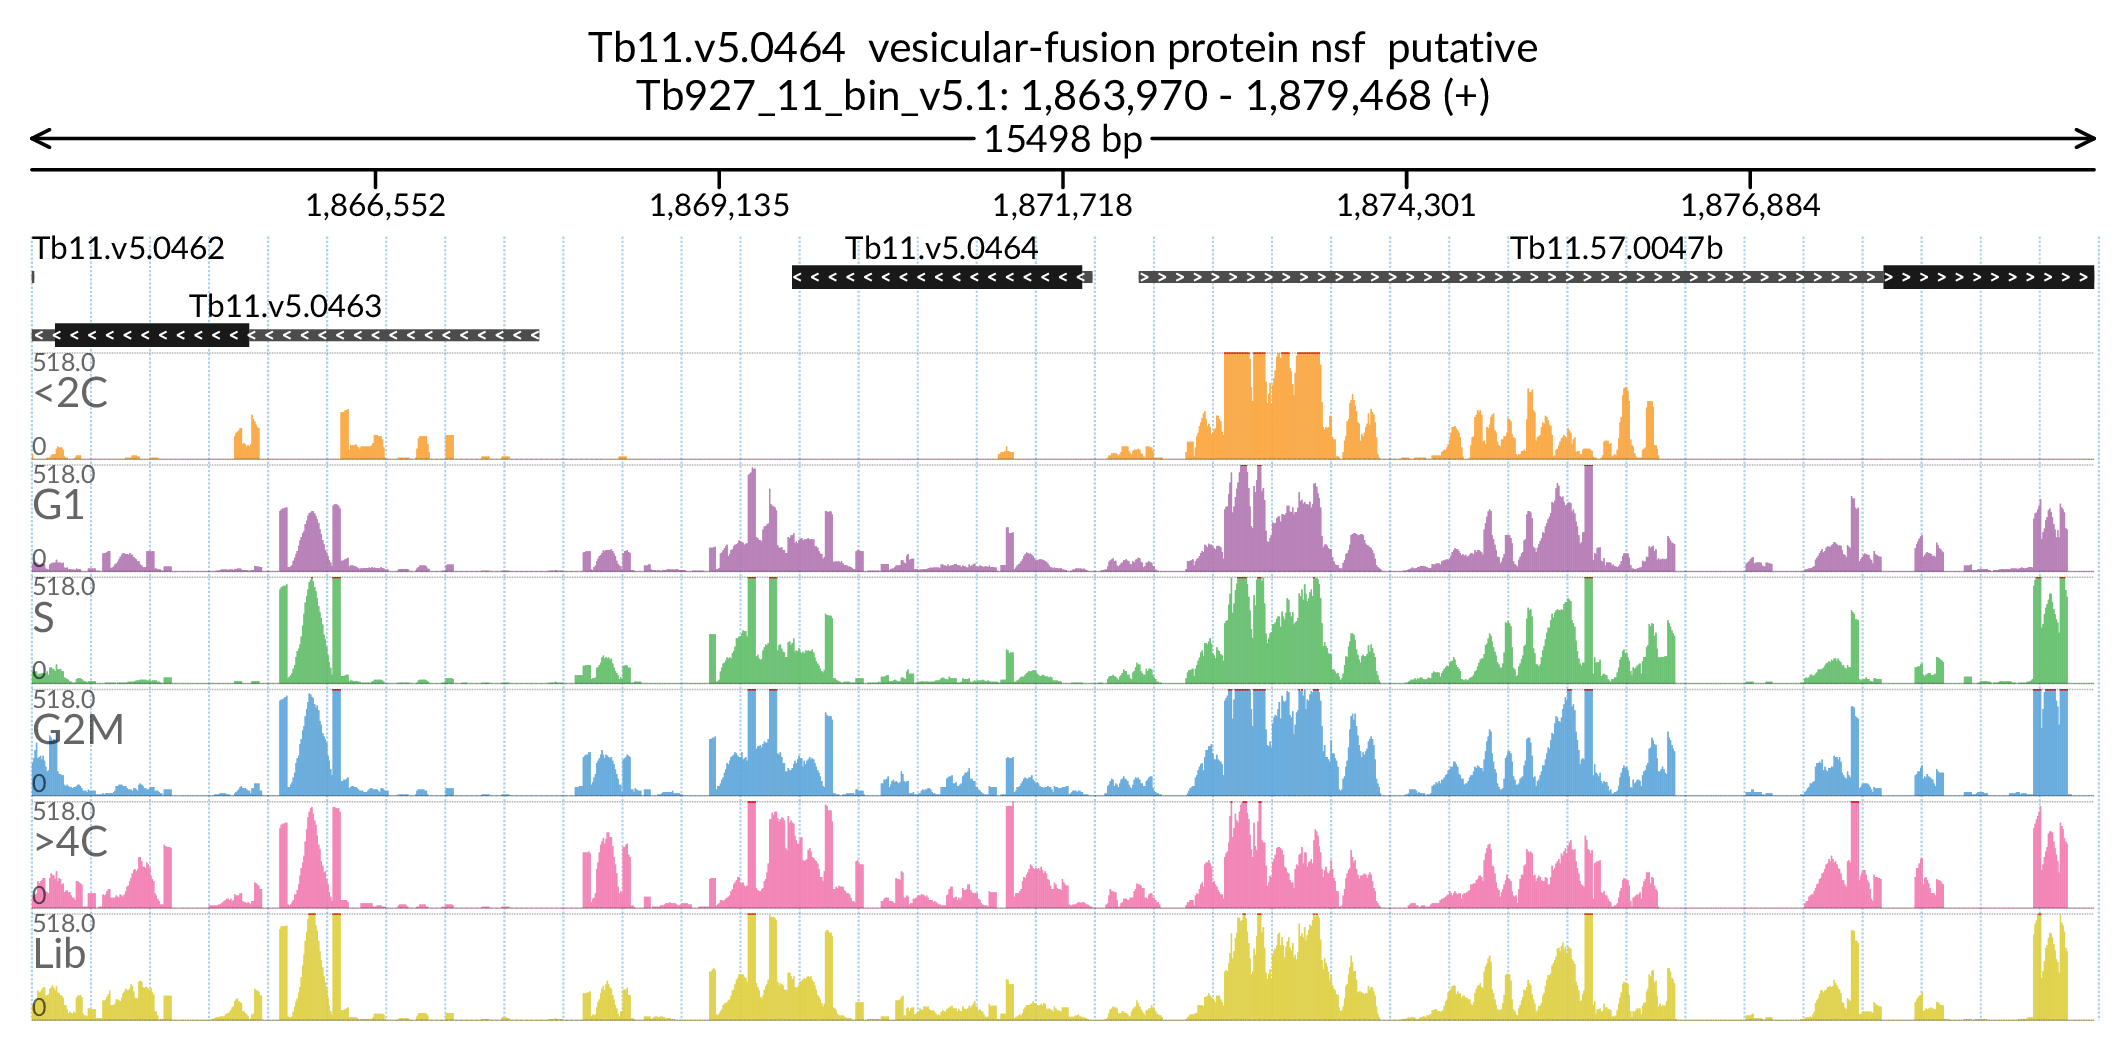 Tb11.v5.0464  vesicular-fusion protein nsf  putative
Tb927_11_bin_v5.1: 1,863,970 - 1,879,468 (+)
15498 bp
1,866,552 1,869,135 1,871,718 1,874,301 1,876,884
Tb11.v5.0462 Tb11.v5.0464 Tb11.57.0047b
Tb11.v5.0463
518.0
<2C
0
518.0
G1
0
518.0
S
0
518.0
G2M
0
518.0
>4C
0
518.0
Lib
0